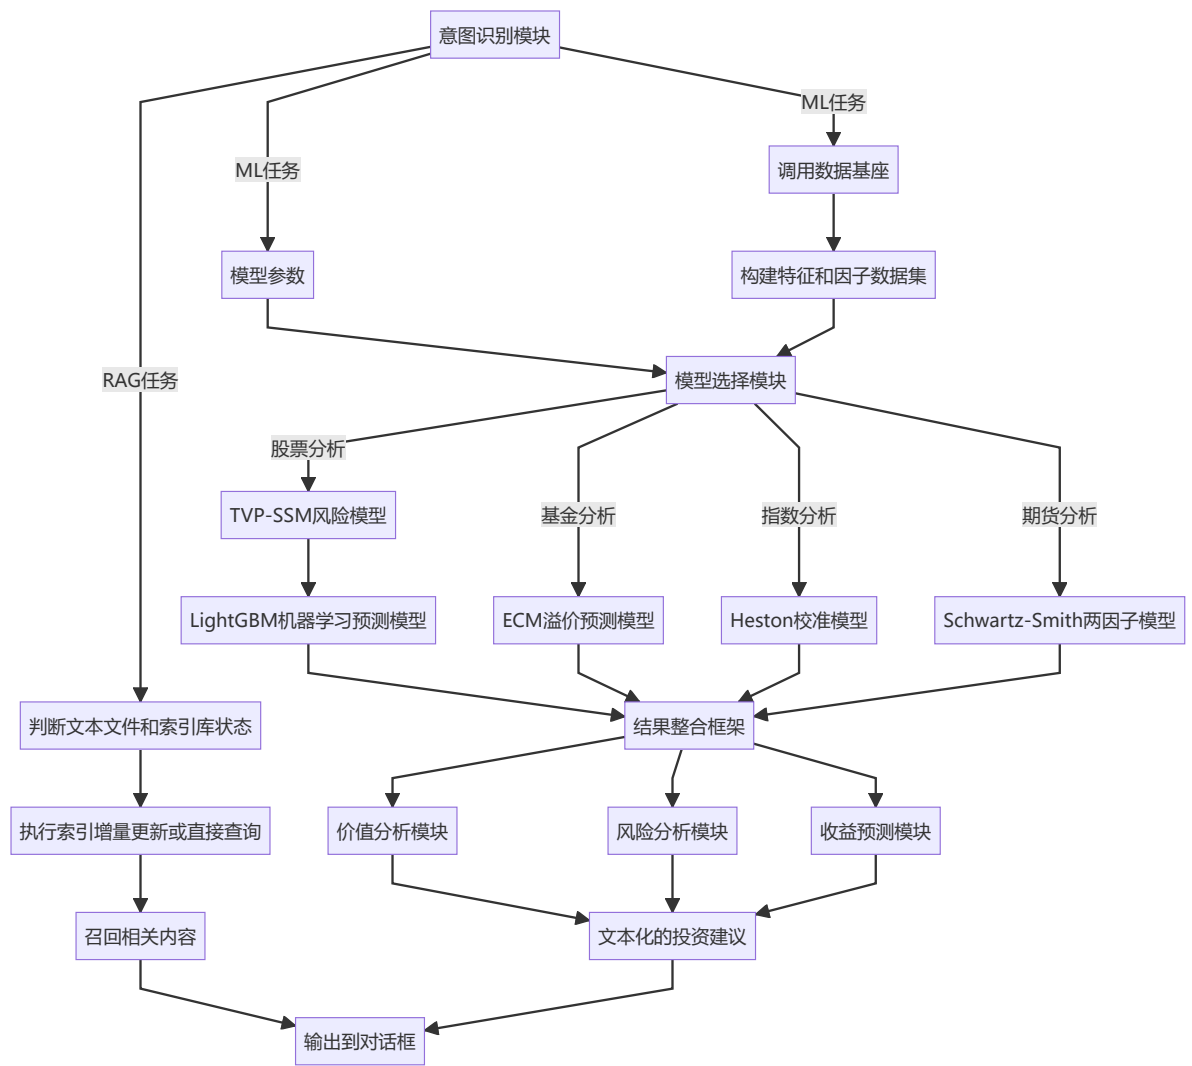 意图识别模块
ML任务
ML任务
调用数据基座
模型参数
构建特征和因子数据集
RAG任务
模型选择模块
股票分析
TVP-SSM风险模型
基金分析
指数分析
期货分析
LightGBM机器学习预测模型
ECM溢价预测模型
Heston校准模型
Schwartz-Smith两因子模型
判断文本文件和索引库状态
结果整合框架
执行索引增量更新或直接查询
价值分析模块
风险分析模块
收益预测模块
召回相关内容
文本化的投资建议
输出到对话框